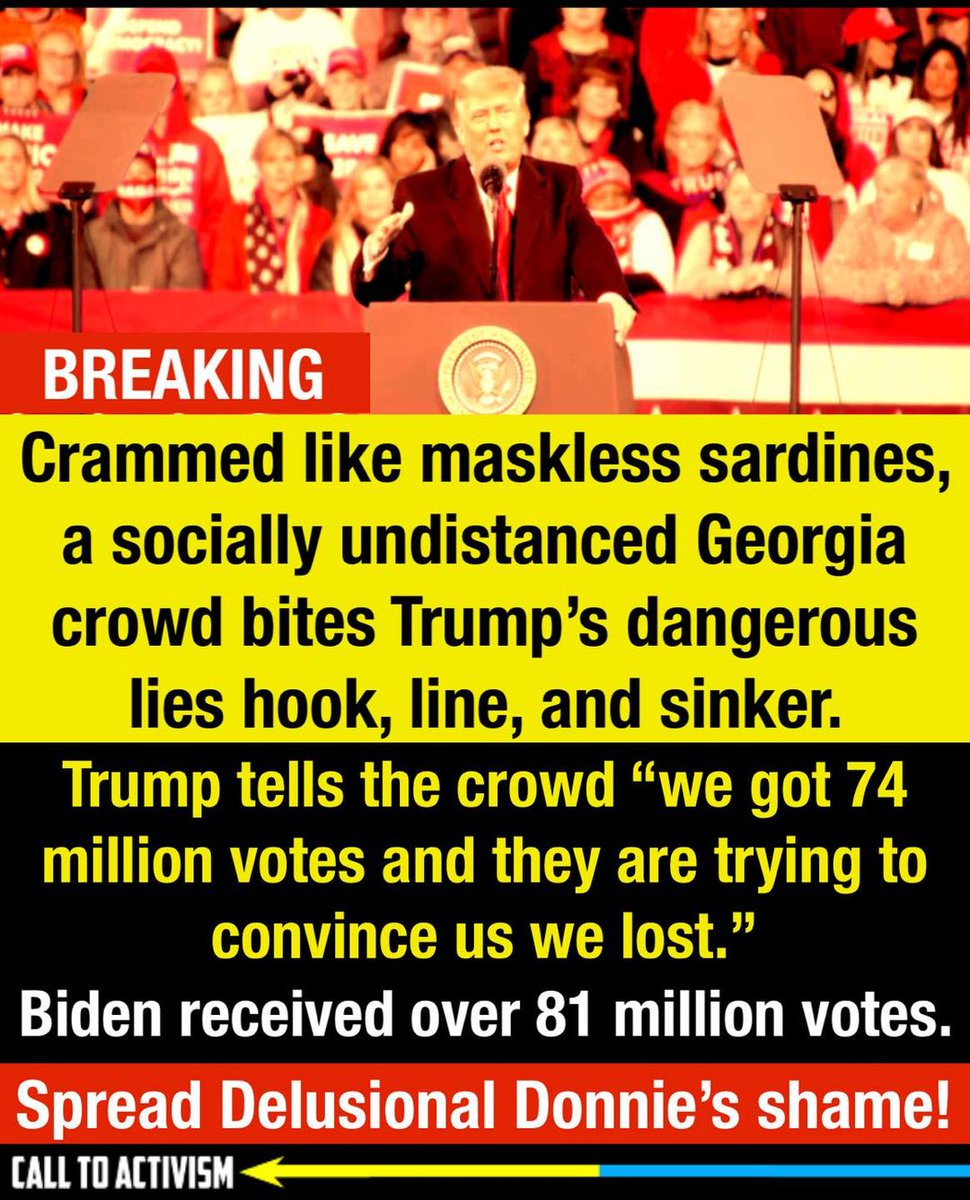 BREAKING
Crammed like maskless sardines,
a socially undistanced Georgia
crowd bites Trump’s dangerous
lies hook, line, and sinker.
Trump tells the crowd “we got 74
million votes and they are trying to
convince us we lost.”
Biden received over 81 million votes.
Spread Delusional Donnie’s shame!
CALL TO ACTIVISM